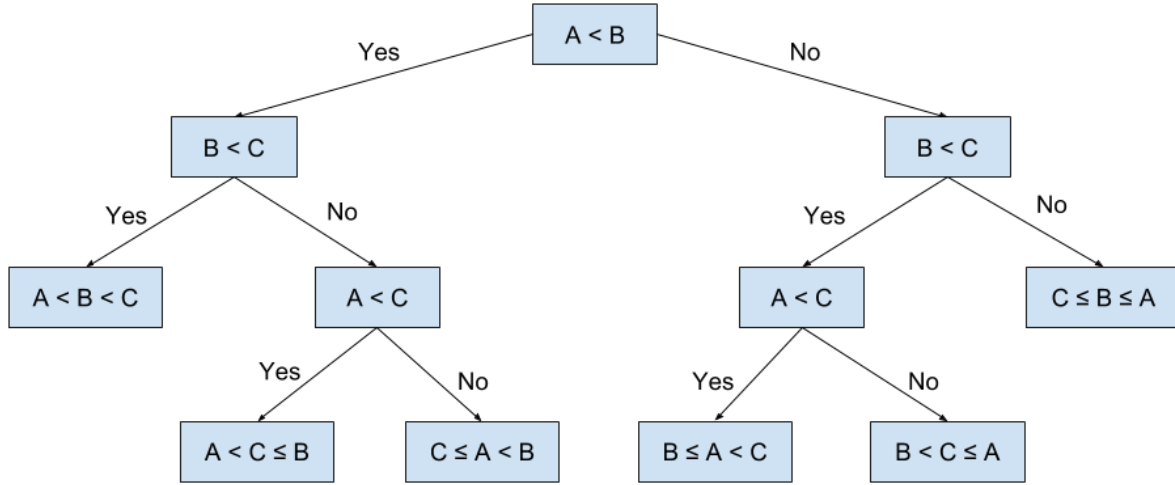 A < B
Yes
No
B < C
B < C
Yes
No
Yes
No
A < B < C
A < C
A < C
C ≤ B ≤ A
Yes
No
Yes
No
A < C ≤ B
C ≤ A < B
B ≤ A < C
B < C ≤ A